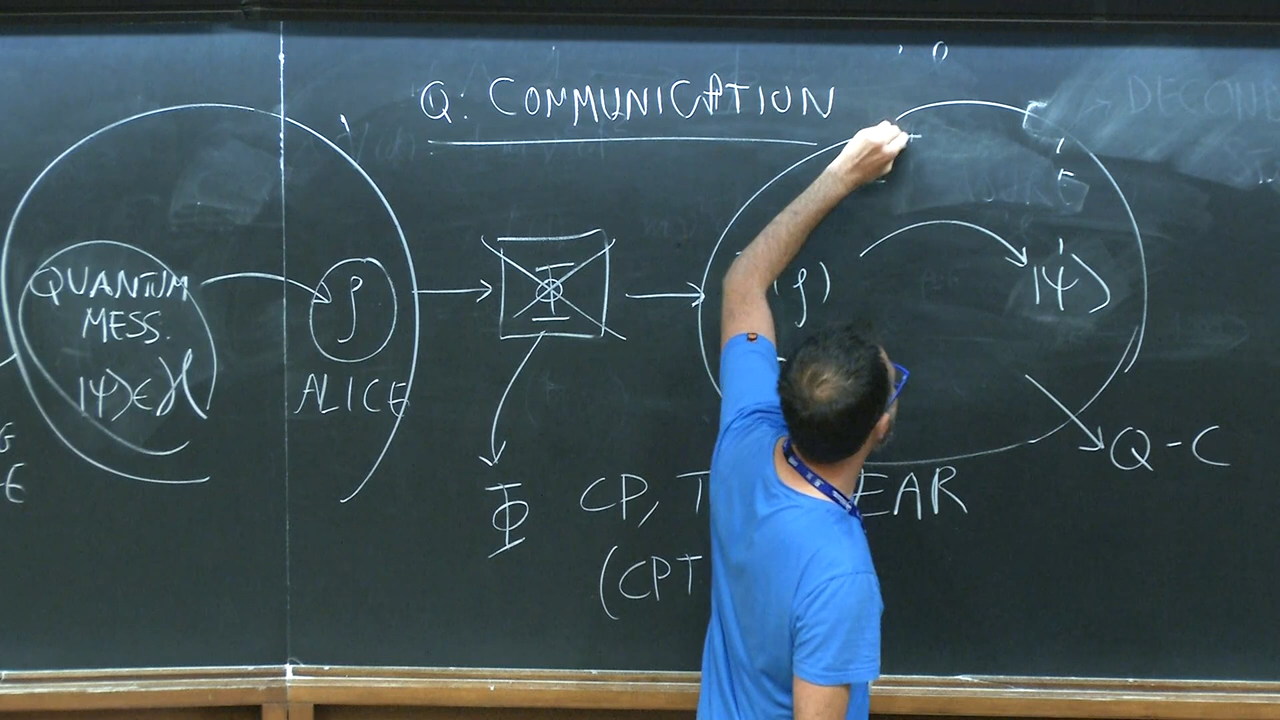 Q. COMMUNICATION
QUANTUM
MESS.
|ψ⟩∈H
ρ
ALICE
Φ
(ρ)
|ψ⟩
Q-C
Φ CP, T EAR
(CPT